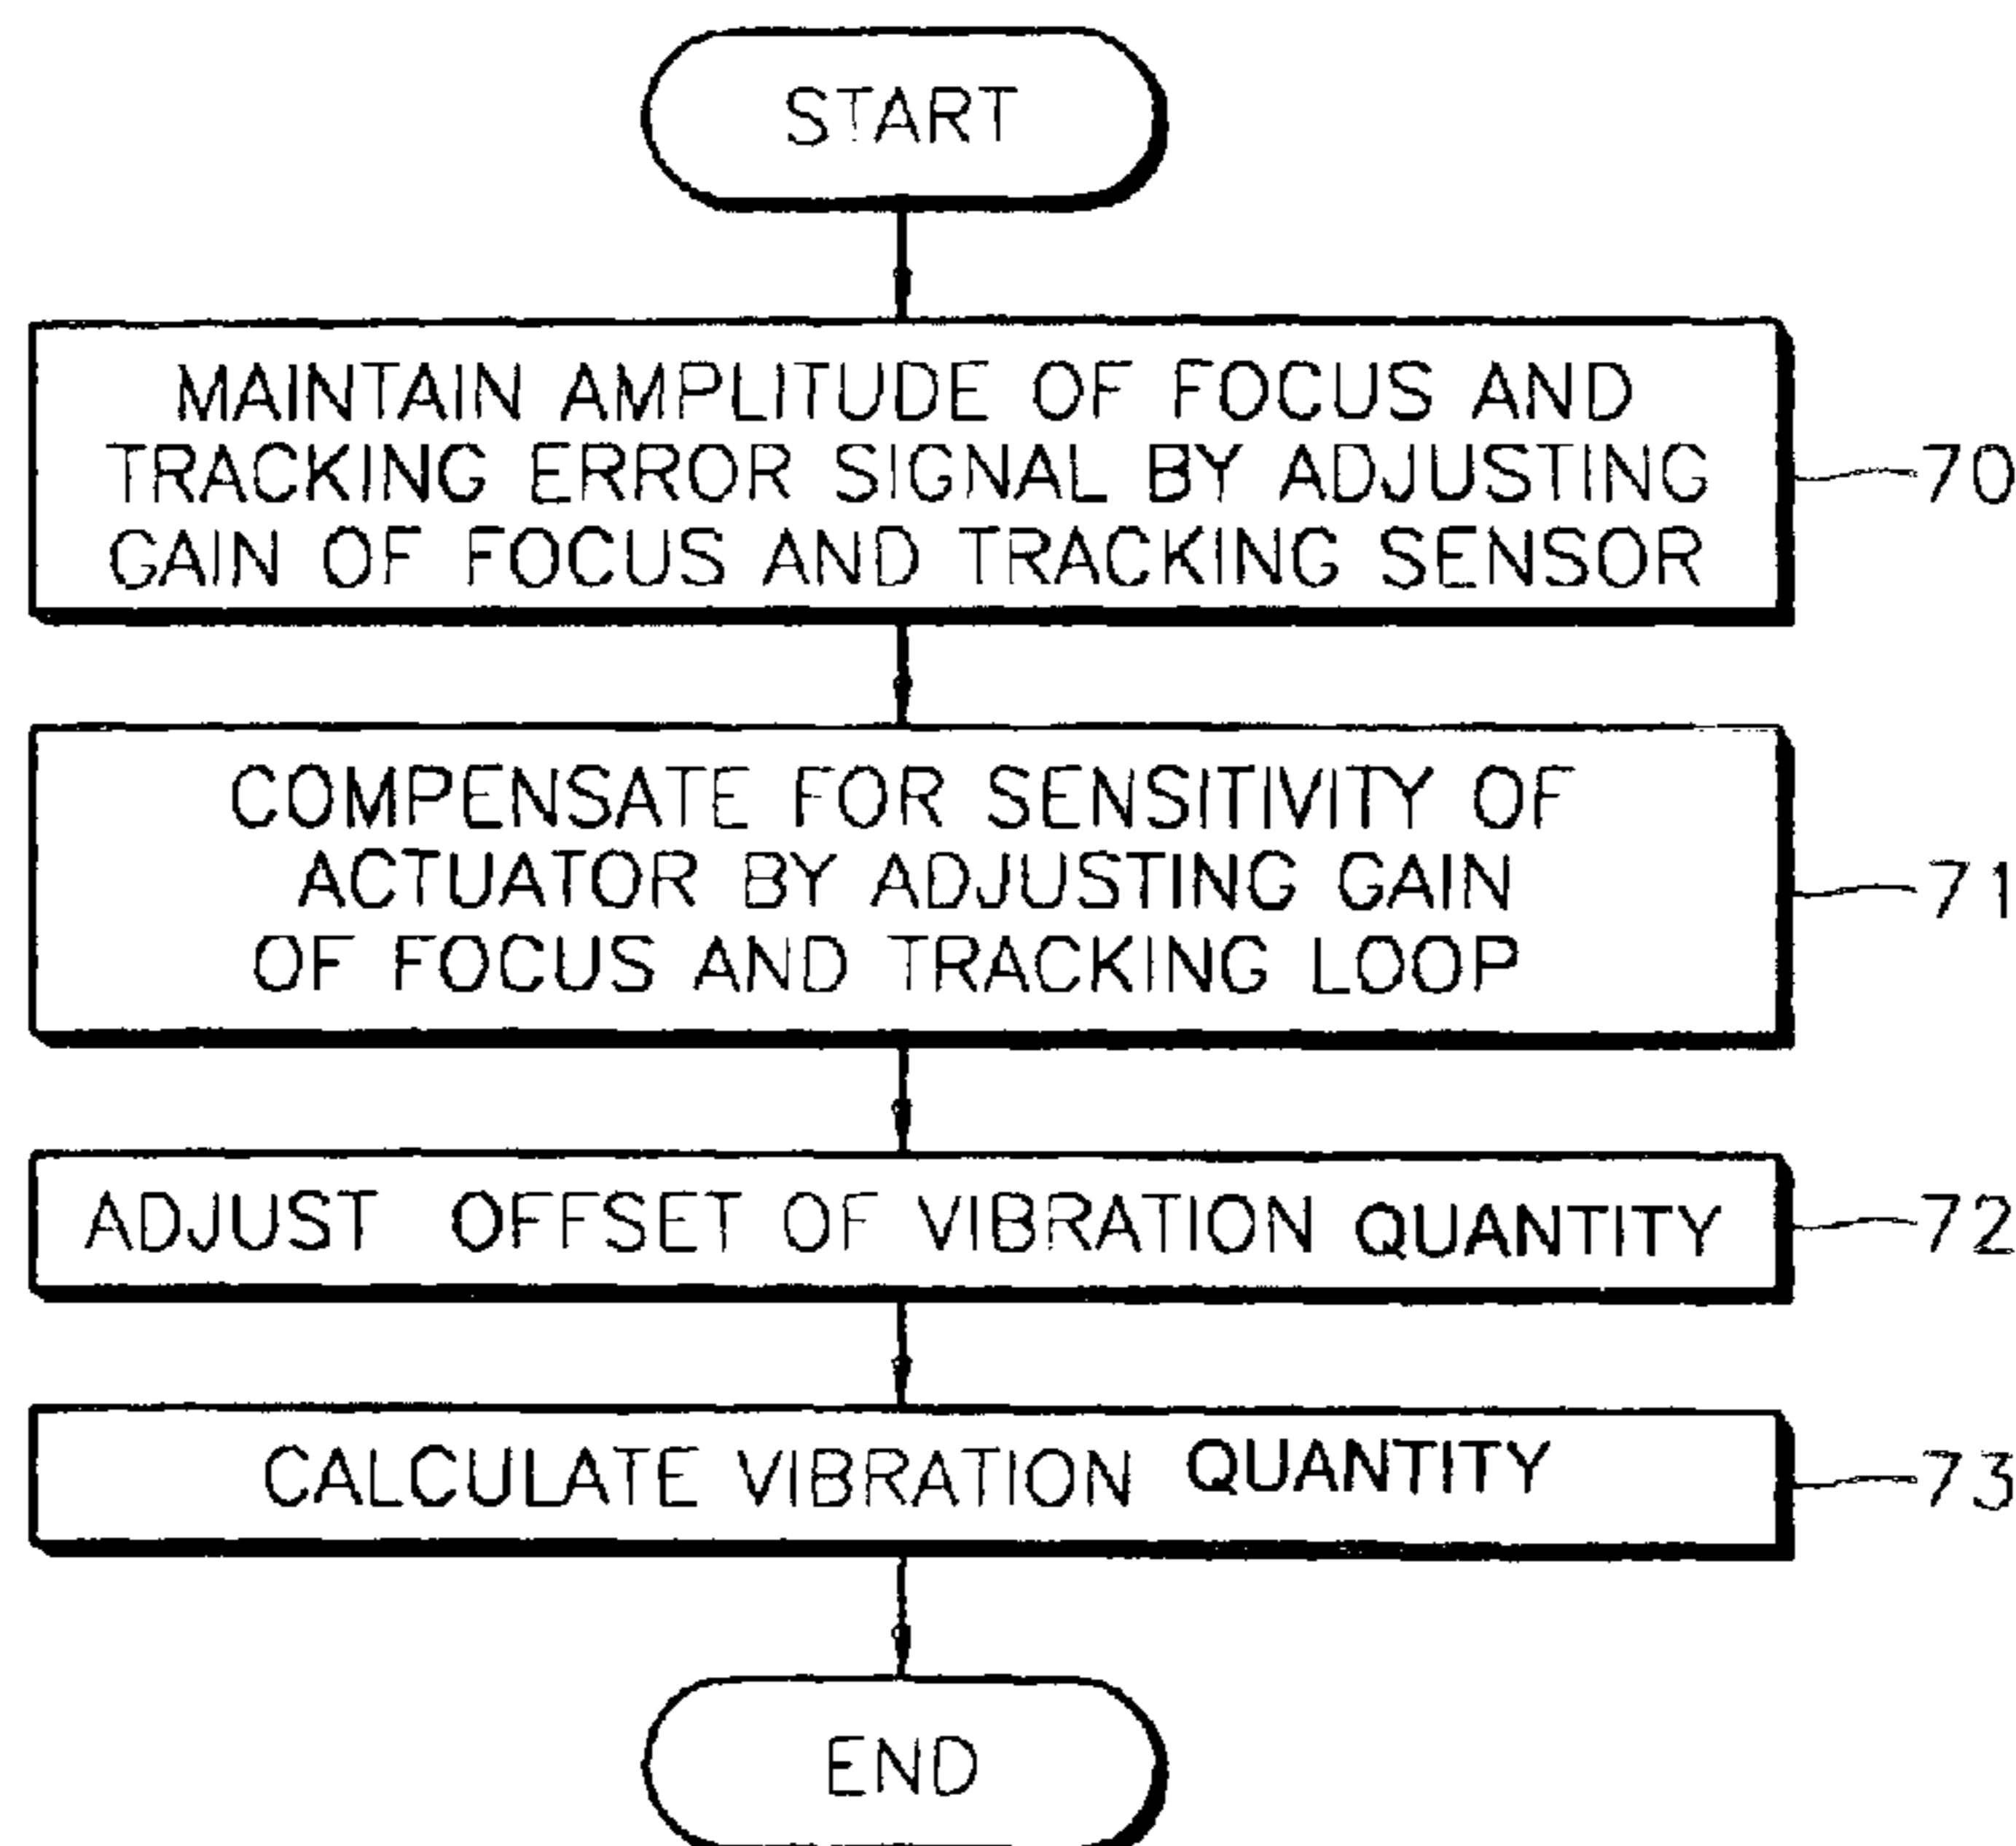 START
MAINTAIN AMPLITUDE OF FOCUS AND
TRACKING ERROR SIGNAL BY ADJUSTING
GAIN OF FOCUS AND TRACKING SENSOR
70
COMPENSATE FOR SENSITIVITY OF
ACTUATOR BY ADJUSTING GAIN
OF FOCUS AND TRACKING LOOP
71
ADJUST OFFSET OF VIBRATION QUANTITY
72
CALCULATE VIBRATION QUANTITY
73
END